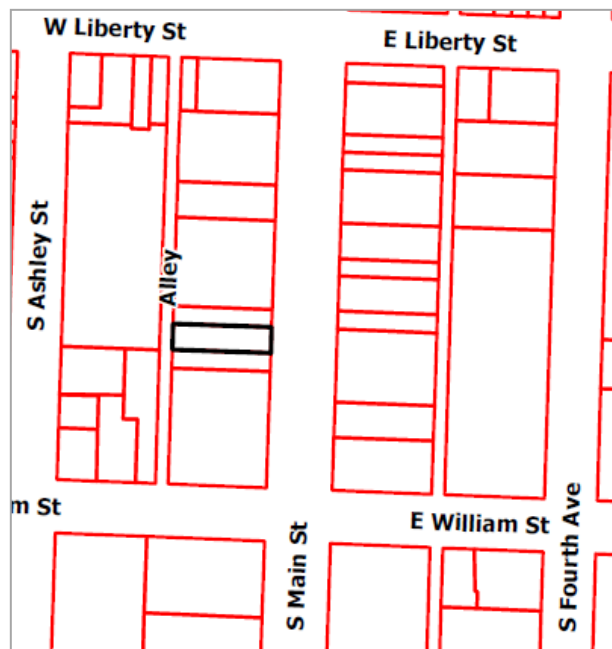 W Liberty St
E Liberty St
S Ashley St
Alley
m St
E William St
S Main St
S Fourth Ave